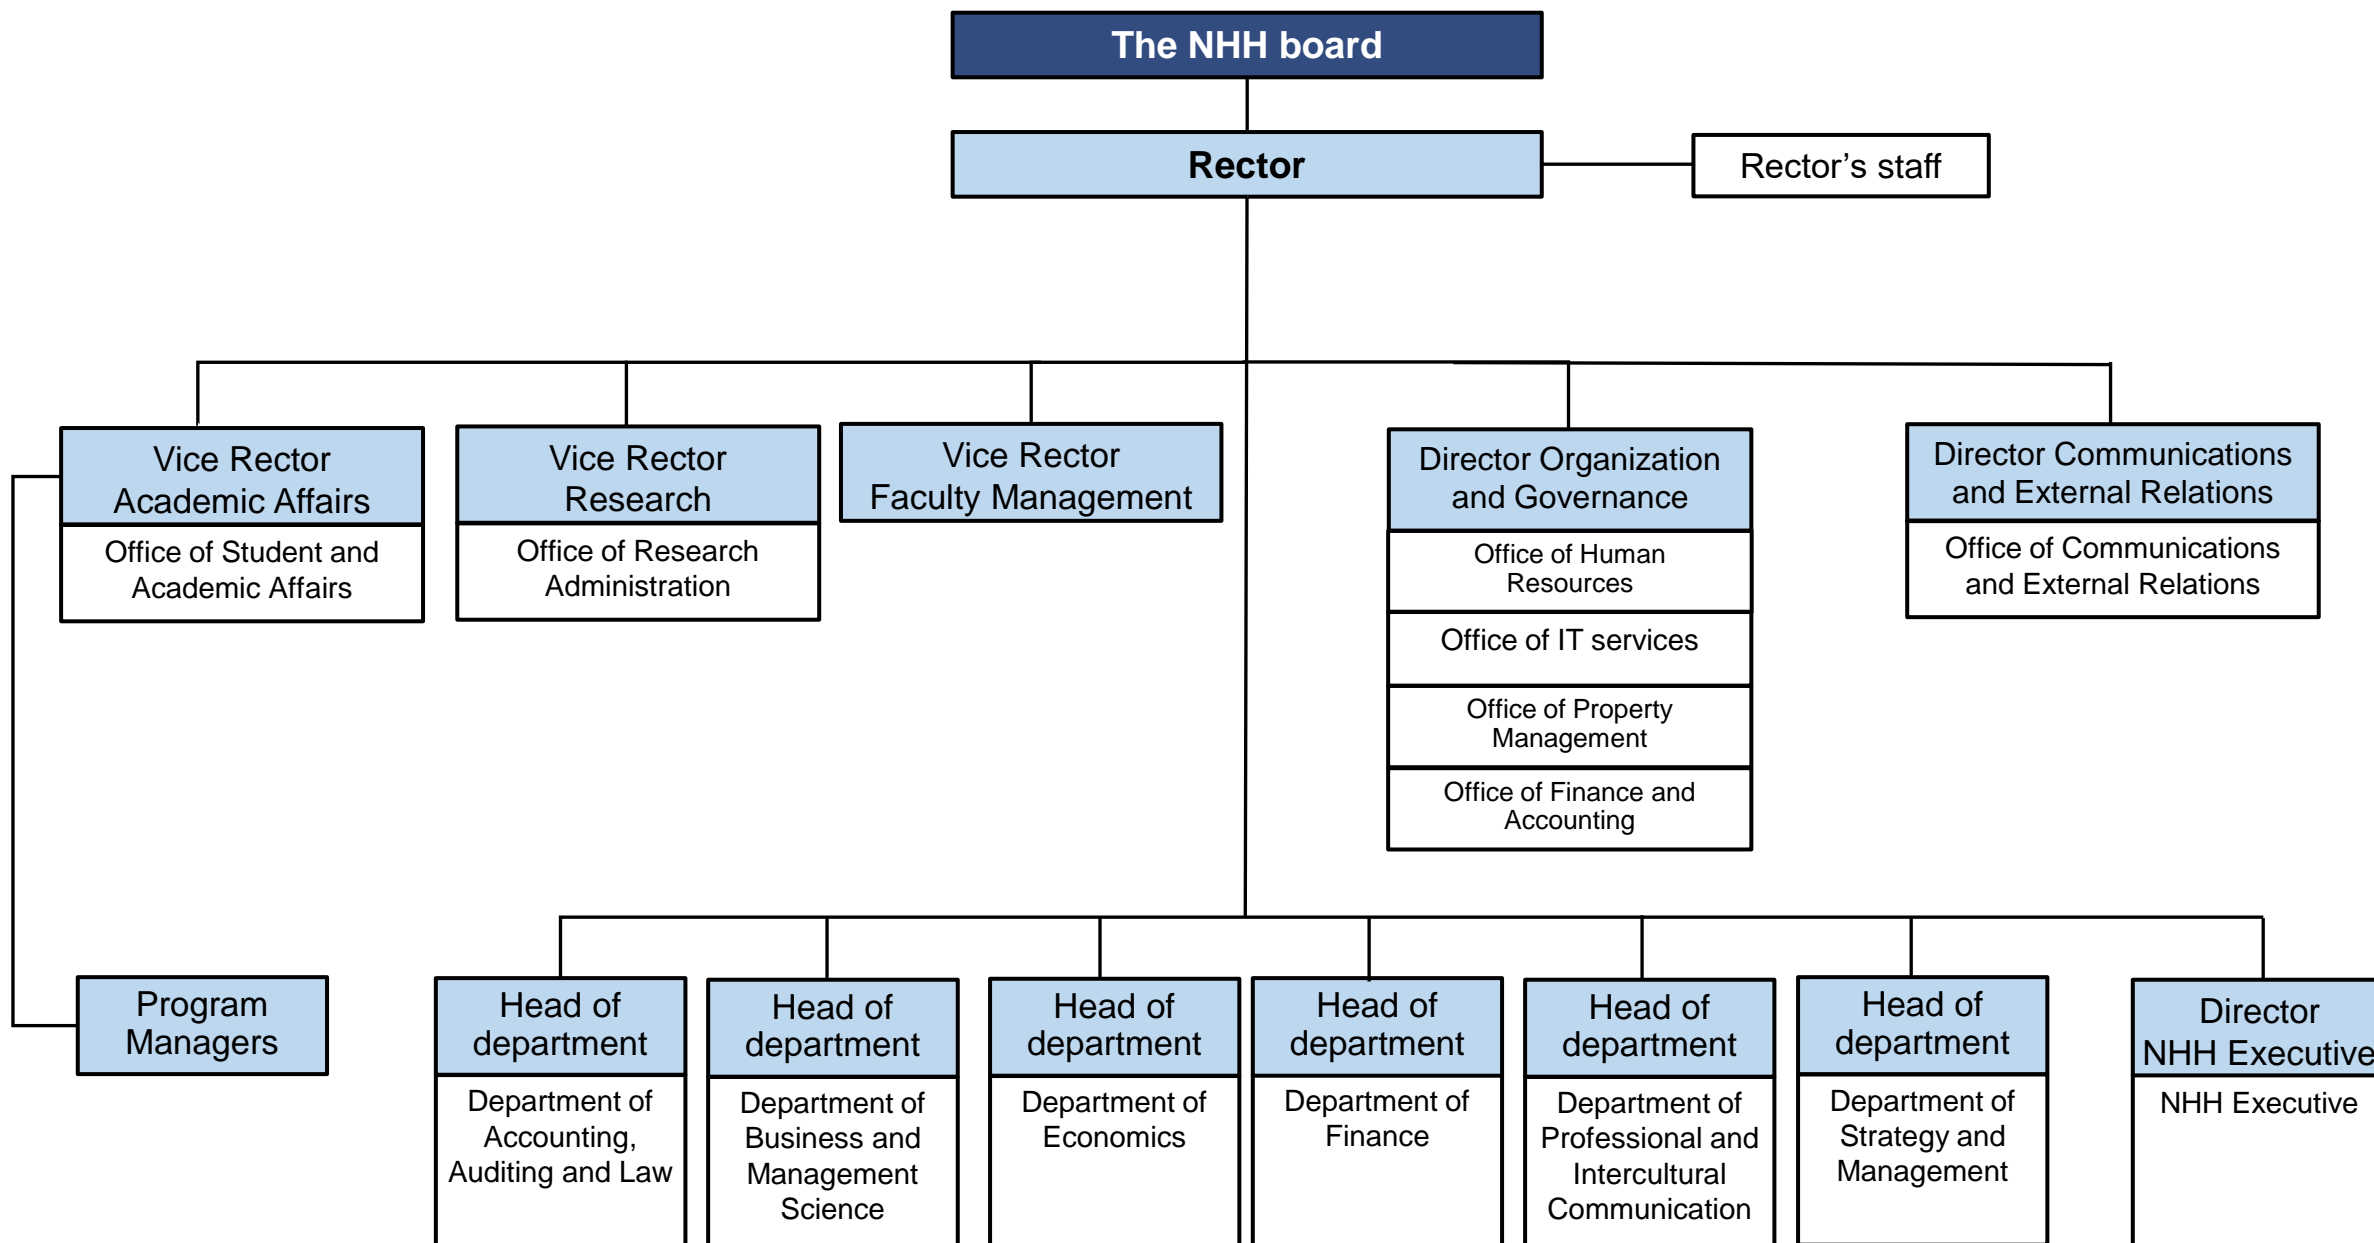 The NHH board
Rector
Rector’s staff
Vice Rector
Academic Affairs
Office of Student and
Academic Affairs
Vice Rector
Research
Office of Research
Administration
Vice Rector
Faculty Management
Director Organization
and Governance
Office of Human
Resources
Office of IT services
Office of Property
Management
Office of Finance and
Accounting
Director Communications
and External Relations
Office of Communications
and External Relations
Program
Managers
Head of
department
Department of
Accounting,
Auditing and Law
Head of
department
Department of
Business and
Management
Science
Head of
department
Department of
Economics
Head of
department
Department of
Finance
Head of
department
Department of
Professional and
Intercultural
Communication
Head of
department
Department of
Strategy and
Management
Director
NHH Executive
NHH Executive